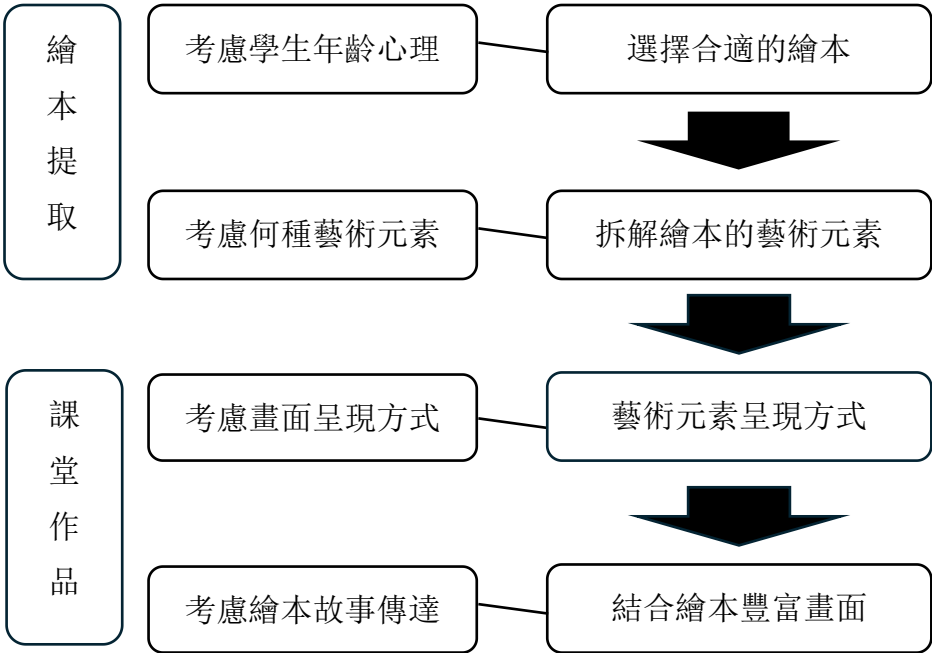 繪本提取
考慮學生年齡心理
選擇合適的繪本
考慮何種藝術元素
拆解繪本的藝術元素
課堂作品
考慮畫面呈現方式
藝術元素呈現方式
考慮繪本故事傳達
結合繪本豐富畫面